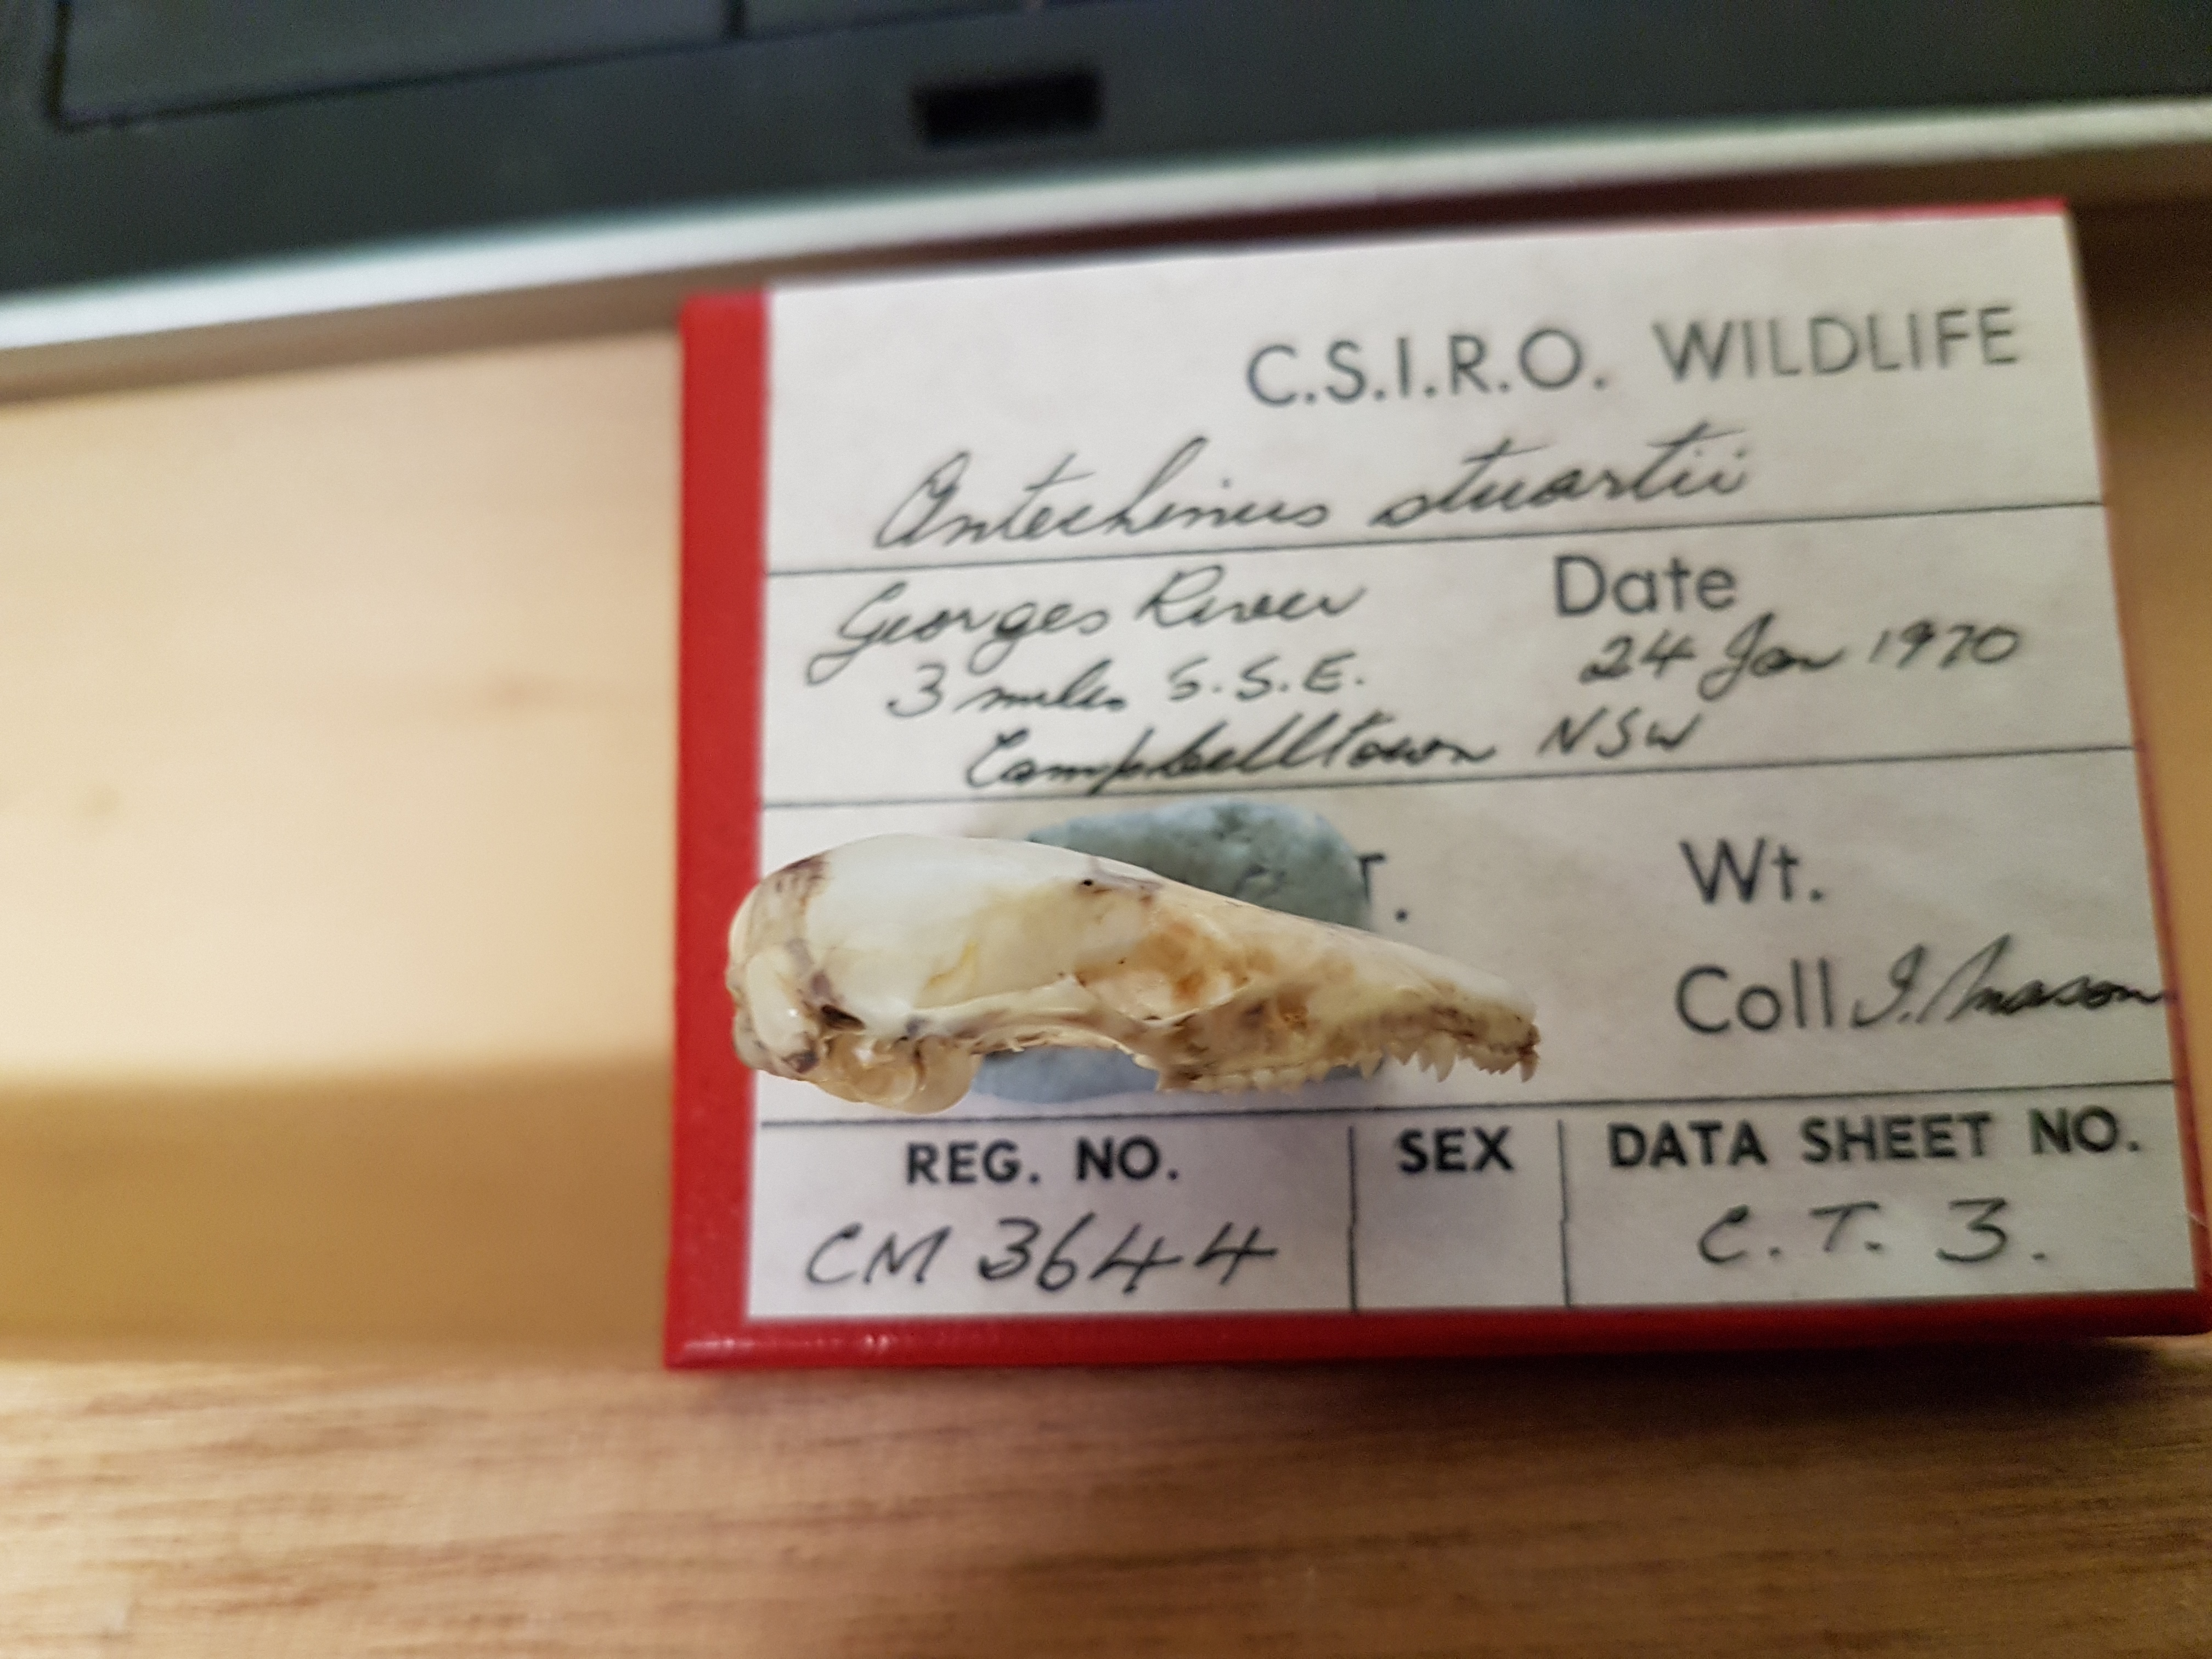 C.S.I.R.O. WILDLIFE
Antechinus stuartii
Georges River Date
3 miles S.S.E. 24 Jan 1970
Campbelltown NSW
T. Wt.
Coll I. Mason
REG. NO. SEX DATA SHEET NO.
CM 3644 C. T. 3.